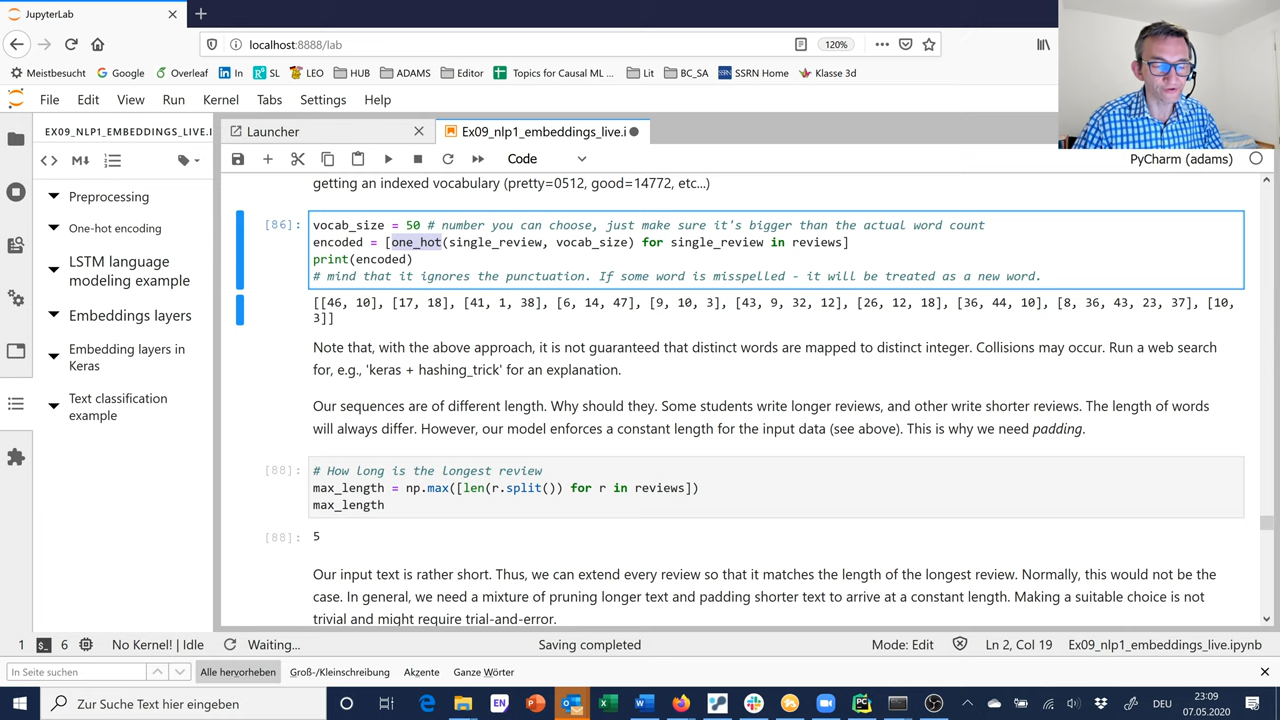 JupyterLab
localhost:8888/lab
120%
Meistbesucht
Google
Overleaf
In
SL
LEO
HUB
ADAMS
Editor
Topics for Causal ML ...
Lit
BC_SA
SSRN Home
Klasse 3d
File Edit View Run Kernel Tabs Settings Help
EX09_NLP1_EMBEDDINGS_LIVE.I
Launcher
Ex09_nlp1_embeddings_live.i
Code
PyCharm (adams)
Preprocessing
One-hot encoding
LSTM language
modeling example
Embeddings layers
Embedding layers in
Keras
Text classification
example
getting an indexed vocabulary (pretty=0512, good=14772, etc...)
[86]:
vocab_size = 50 # number you can choose, just make sure it's bigger than the actual word count
encoded = [one_hot(single_review, vocab_size) for single_review in reviews]
print(encoded)
# mind that it ignores the punctuation. If some word is misspelled - it will be treated as a new word.
[[46, 10], [17, 18], [41, 1, 38], [6, 14, 47], [9, 10, 3], [43, 9, 32, 12], [26, 12, 18], [36, 44, 10], [8, 36, 43, 23, 37], [10,
3]]
Note that, with the above approach, it is not guaranteed that distinct words are mapped to distinct integer. Collisions may occur. Run a web search
for, e.g., 'keras + hashing_trick' for an explanation.
Our sequences are of different length. Why should they. Some students write longer reviews, and other write shorter reviews. The length of words
will always differ. However, our model enforces a constant length for the input data (see above). This is why we need padding.
[88]:
# How long is the longest review
max_length = np.max([len(r.split()) for r in reviews])
max_length
[88]: 5
Our input text is rather short. Thus, we can extend every review so that it matches the length of the longest review. Normally, this would not be the
case. In general, we need a mixture of pruning longer text and padding shorter text to arrive at a constant length. Making a suitable choice is not
trivial and might require trial-and-error.
1
6
No Kernel! | Idle
Waiting...
Saving completed
Mode: Edit
Ln 2, Col 19
Ex09_nlp1_embeddings_live.ipynb
In Seite suchen
Alle hervorheben
Groß-/Kleinschreibung
Akzente
Ganze Wörter
Zur Suche Text hier eingeben
EN
DEU
23:09
07.05.2020